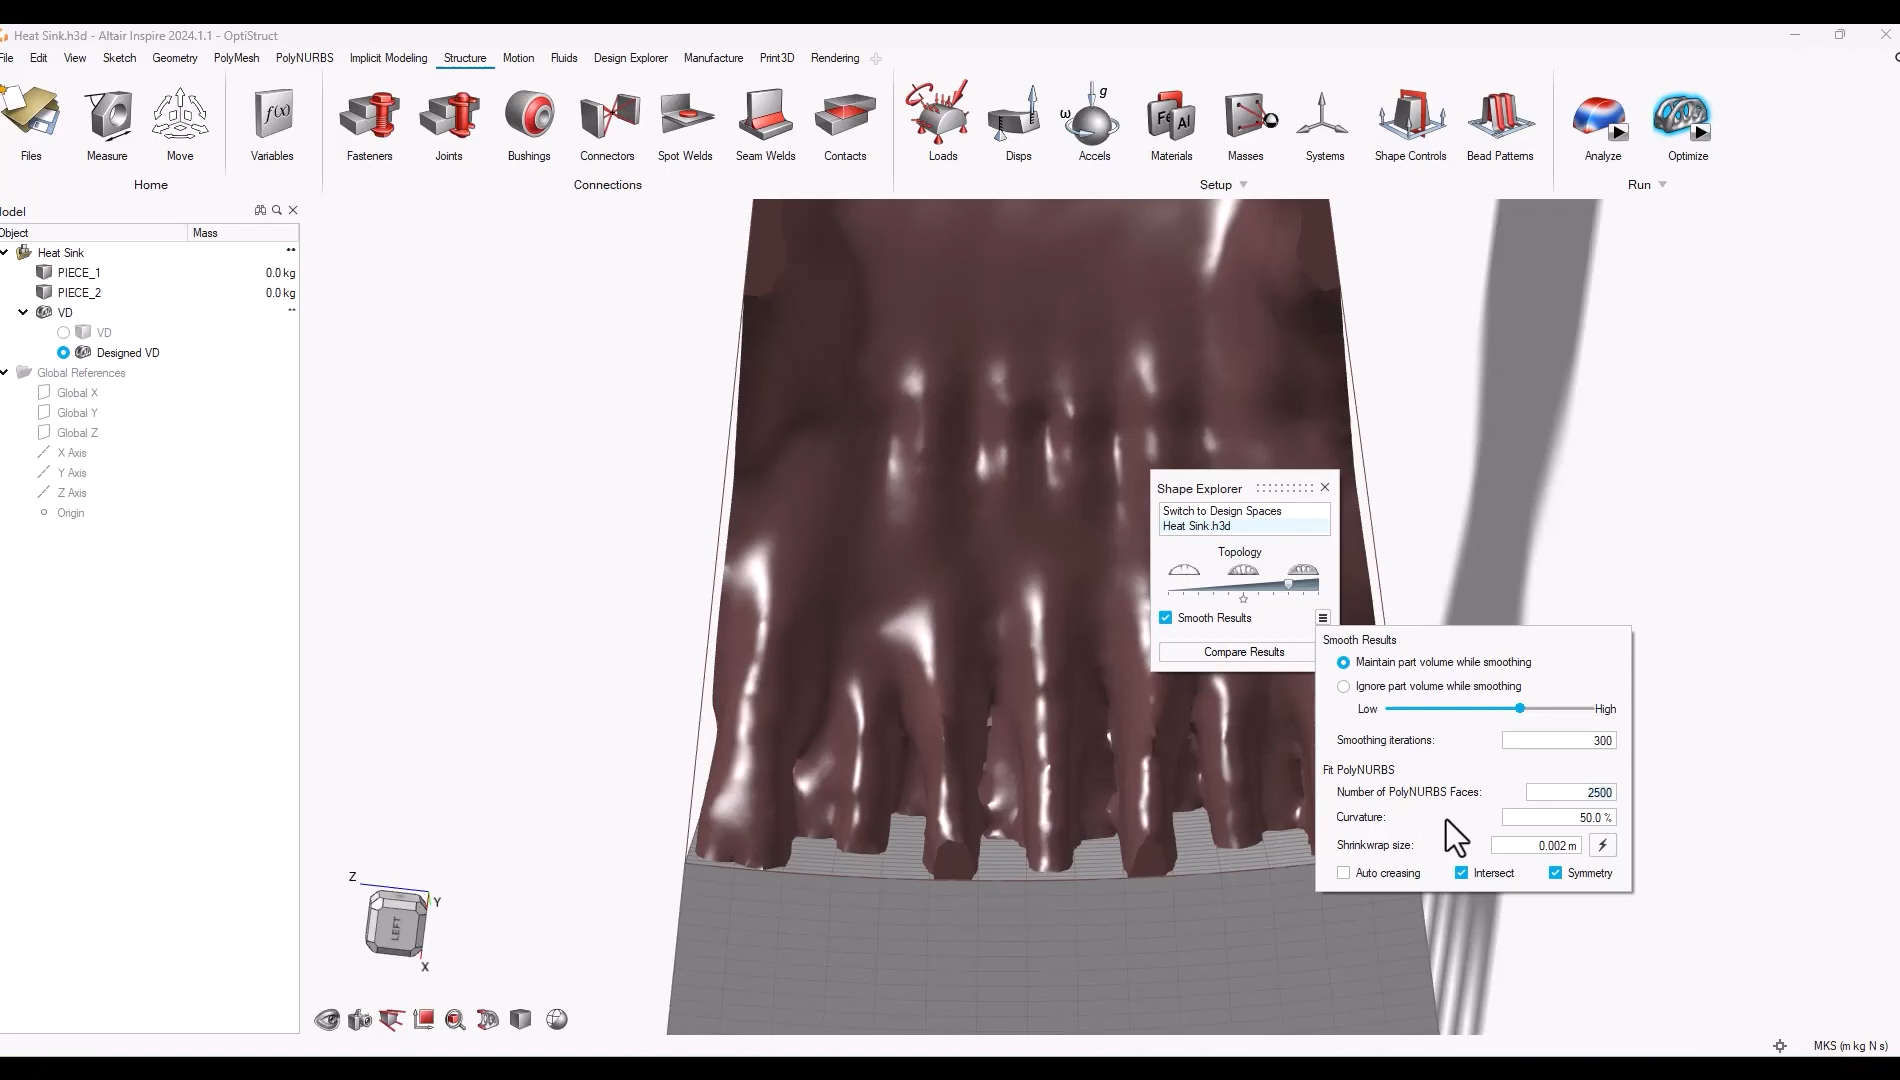 Heat Sink.h3d - Altair Inspire 2024.1.1 - OptiStruct
File Edit View Sketch Geometry PolyMesh PolyNURBS Implicit Modeling Structure Motion Fluids Design Explorer Manufacture Print3D Rendering
f(x)
g
ω
Fe Al
Files Measure Move Variables Fasteners Joints Bushings Connectors Spot Welds Seam Welds Contacts Loads Disps Accels Materials Masses Systems Shape Controls Bead Patterns Analyze Optimize
Home Connections Setup Run
Model
Object Mass
Heat Sink
PIECE_1 0.0 kg
PIECE_2 0.0 kg
VD
VD
Designed VD
Global References
Global X
Global Y
Global Z
X Axis
Y Axis
Z Axis
Origin
Shape Explorer
Switch to Design Spaces
Heat Sink.h3d
Topology
Smooth Results
Compare Results
Smooth Results
Maintain part volume while smoothing
Ignore part volume while smoothing
Low High
Smoothing iterations: 300
Fit PolyNURBS
Number of PolyNURBS Faces: 2500
Curvature: 50.0 %
Shrinkwrap size: 0.002 m
Auto creasing Intersect Symmetry
Z
Y
LEFT
X
MKS (m kg N s)